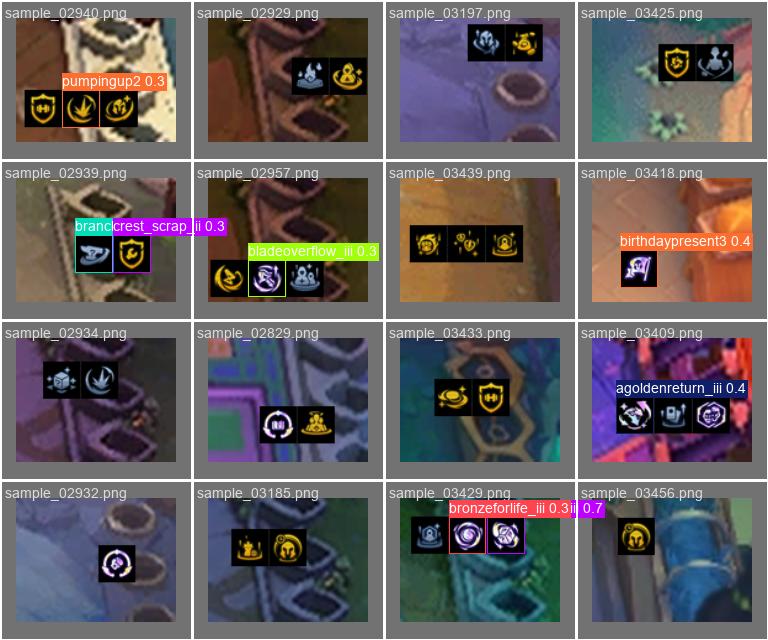 sample_02940.png
sample_02929.png
sample_03197.png
sample_03425.png
pumpingup2 0.3
sample_02939.png
sample_02957.png
sample_03439.png
sample_03418.png
branc
crest_scrap_iii 0.3
bladeoverflow_iii 0.3
birthdaypresent3 0.4
sample_02934.png
sample_02829.png
sample_03433.png
sample_03409.png
agoldenreturn_iii 0.4
sample_02932.png
sample_03185.png
sample_03429.png
sample_03456.png
bronzeforlife_iii 0.3
0.7